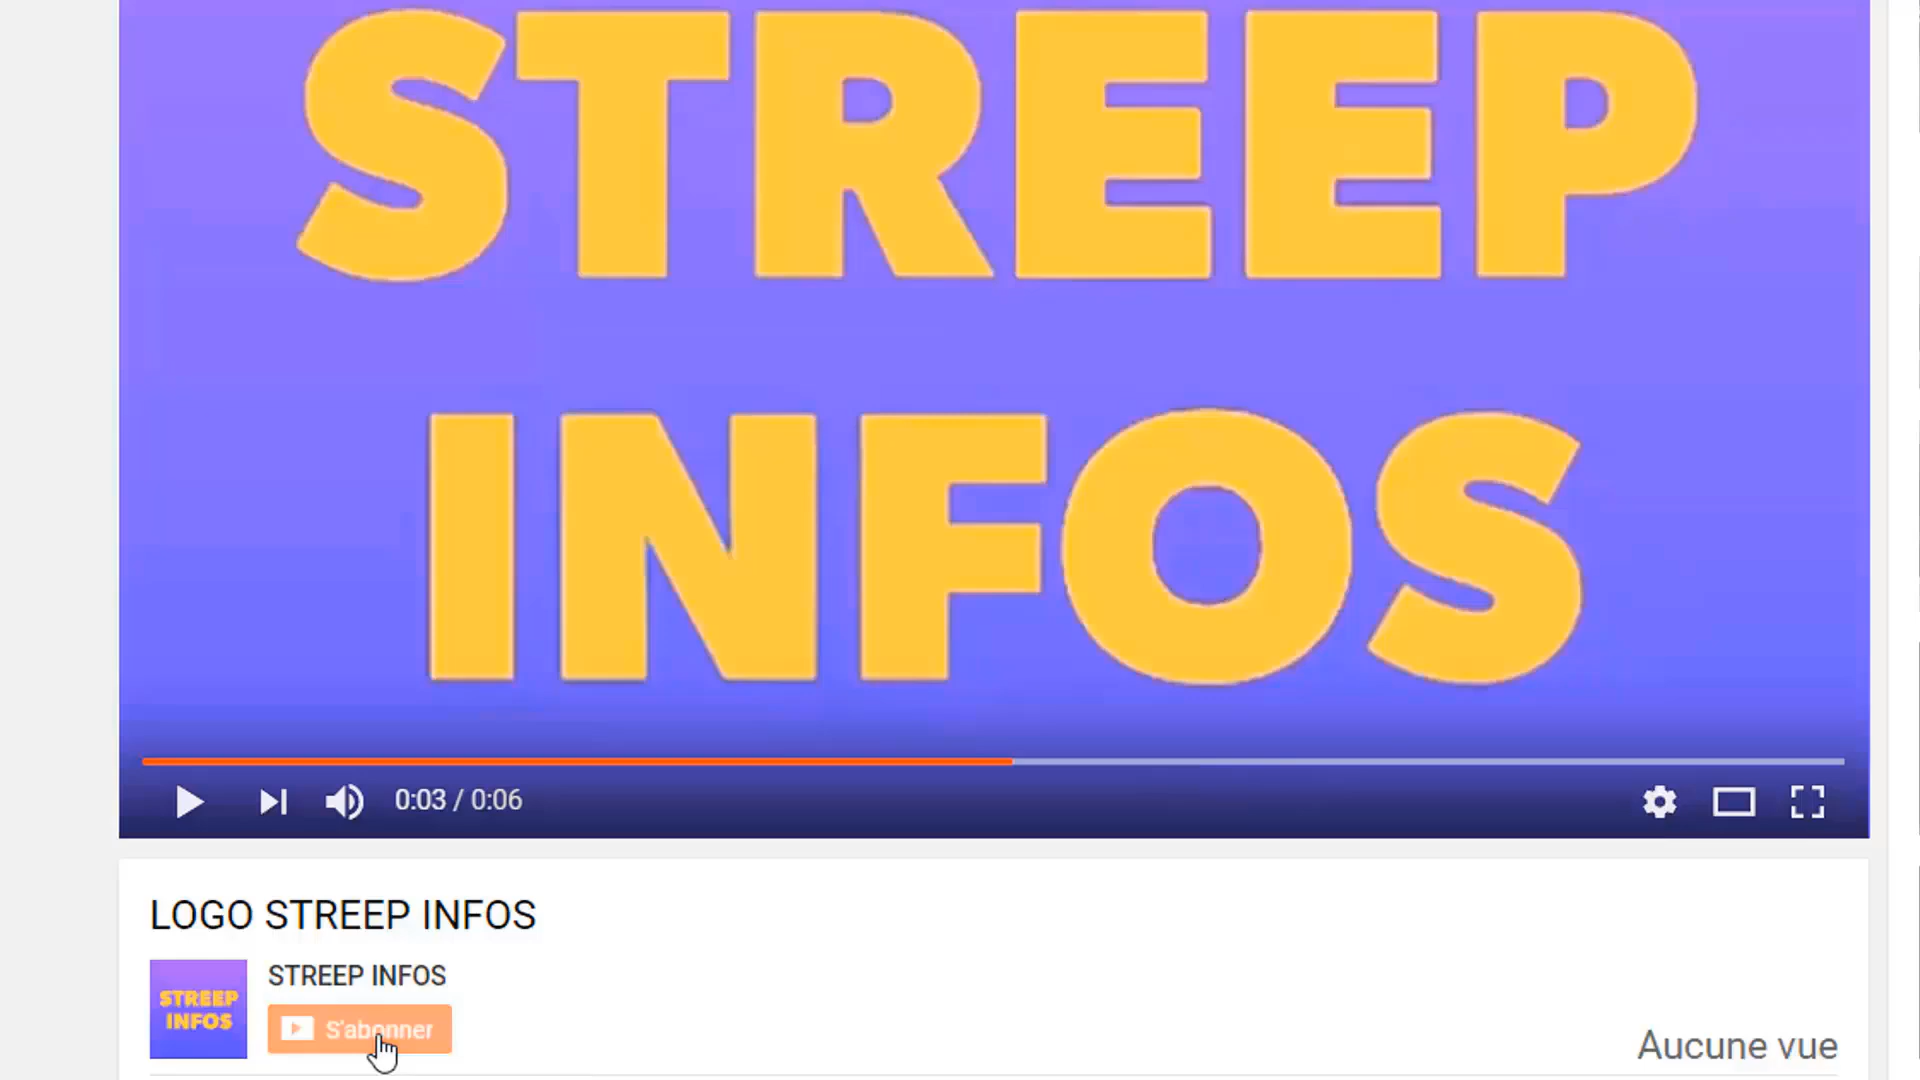 STREEP
INFOS
0:03 / 0:06
LOGO STREEP INFOS
STREEP INFOS
STREEP
INFOS
S'abonner
Aucune vue